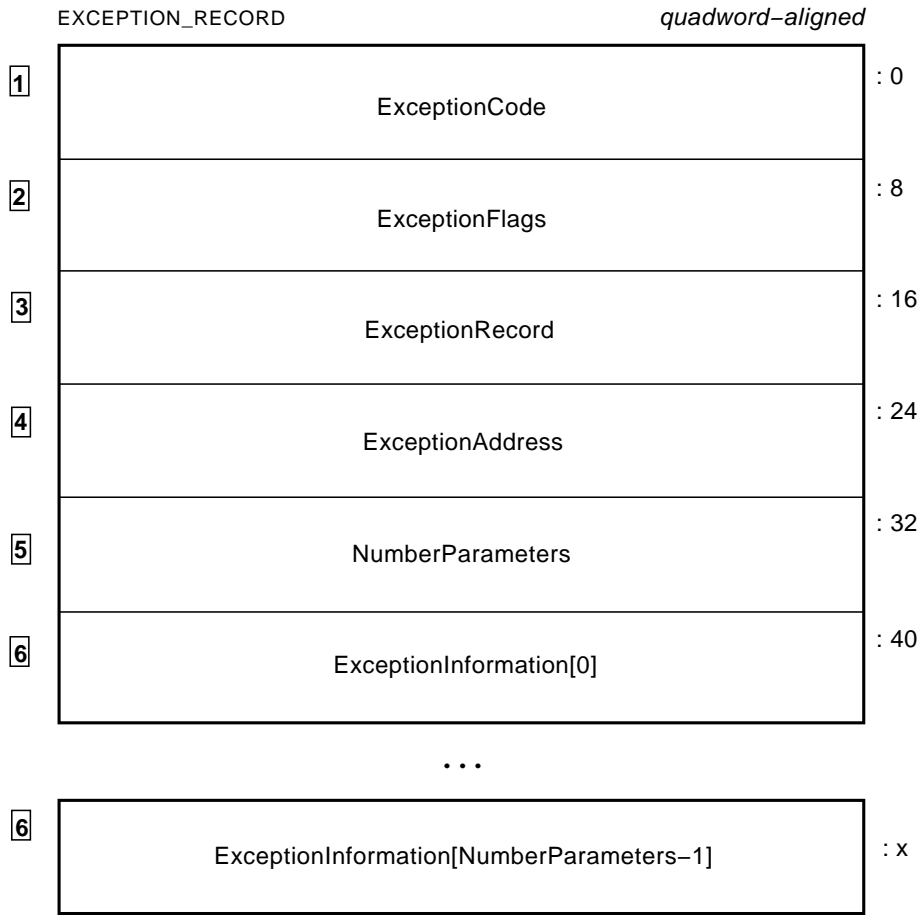 EXCEPTION_RECORD quadword−aligned
1 ExceptionCode : 0
2 ExceptionFlags : 8
3 ExceptionRecord : 16
4 ExceptionAddress : 24
5 NumberParameters : 32
6 ExceptionInformation[0] : 40
. . .
6 ExceptionInformation[NumberParameters−1] : x